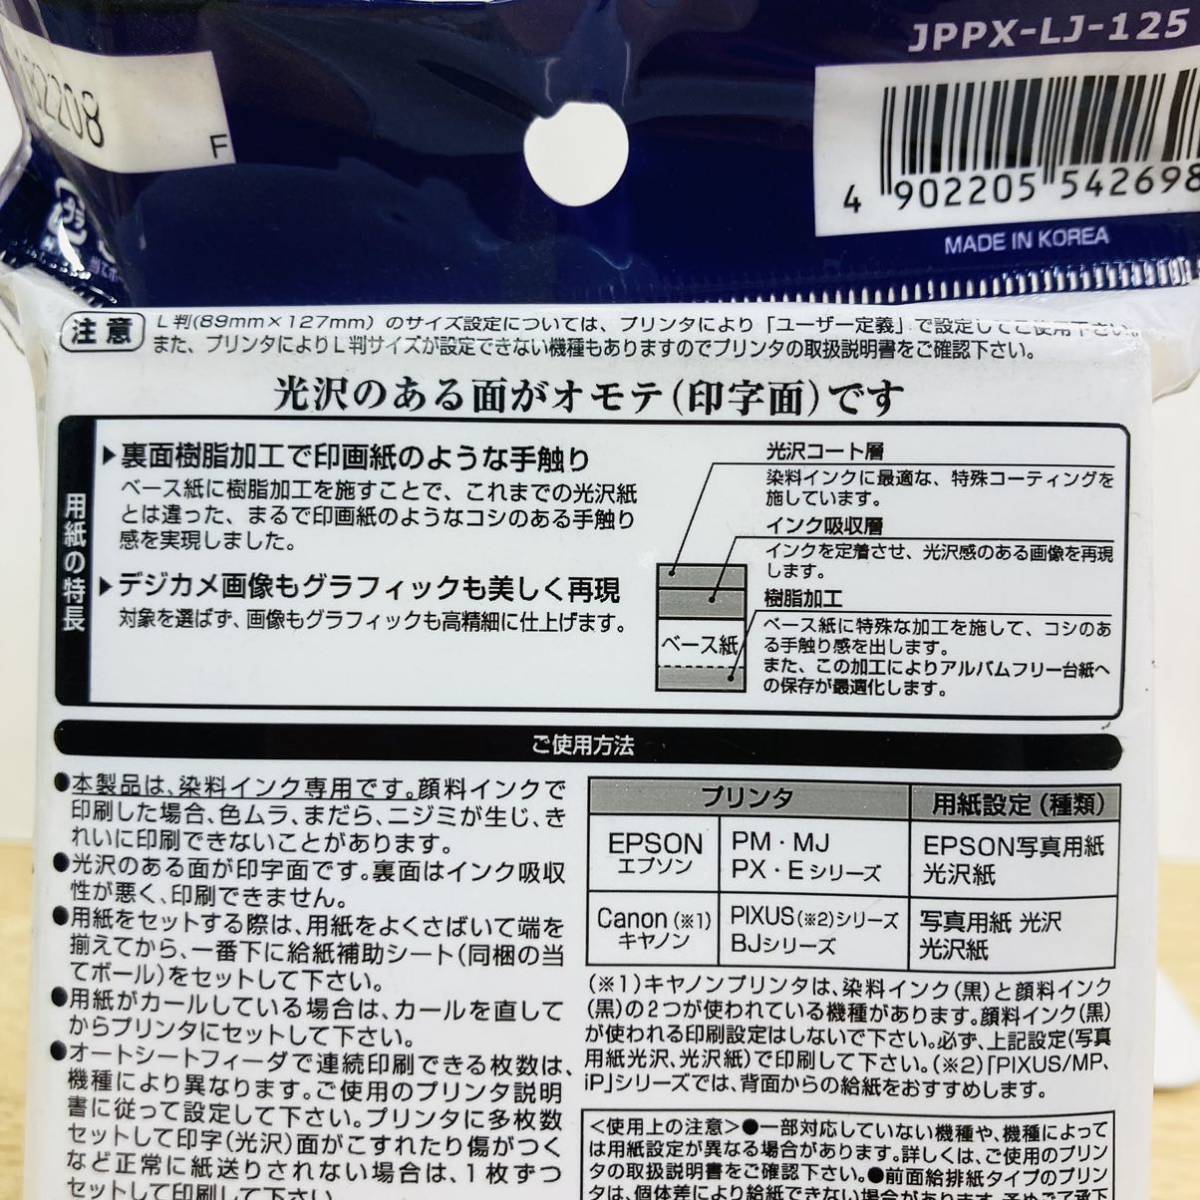 JPPX-LJ-125
2208
F
4 902205 542698
MADE IN KOREA
プラ
注意
L判(89mm×127mm)のサイズ設定については、プリンタにより「ユーザー定義」で設定してご使用下さい。
また、プリンタによりL判サイズが設定できない機種もありますのでプリンタの取扱説明書をご確認下さい。
光沢のある面がオモテ(印字面)です
用紙の特長
▶裏面樹脂加工で印画紙のような手触り
ベース紙に樹脂加工を施すことで、これまでの光沢紙
とは違った、まるで印画紙のようなコシのある手触り
感を実現しました。
▶デジカメ画像もグラフィックも美しく再現
対象を選ばず、画像もグラフィックも高精細に仕上げます。
光沢コート層
染料インクに最適な、特殊コーティングを
施しています。
インク吸収層
インクを定着させ、光沢感のある画像を再現
します。
樹脂加工
ベース紙に特殊な加工を施して、コシのあ
る手触り感を出します。
また、この加工によりアルバムフリー台紙へ
の保存が最適化します。
ベース紙
ご使用方法
●本製品は、染料インク専用です。顔料インクで
印刷した場合、色ムラ、まだら、ニジミが生じ、き
れいに印刷できないことがあります。
●光沢のある面が印字面です。裏面はインク吸収
性が悪く、印刷できません。
●用紙をセットする際は、用紙をよくさばいて端を
揃えてから、一番下に給紙補助シート(同梱の当
てボール)をセットして下さい。
●用紙がカールしている場合は、カールを直して
からプリンタにセットして下さい。
●オートシートフィーダで連続印刷できる枚数は、
機種により異なります。ご使用のプリンタ説明
書に従って設定して下さい。プリンタに多枚数
セットして印字(光沢)面がこすれたり傷がつく
など正常に紙送りされない場合は、1枚ずつ
セットして印刷して下さい。
プリンタ 用紙設定(種類)
EPSON エプソン PM・MJ PX・Eシリーズ EPSON写真用紙 光沢紙
Canon(※1) キヤノン PIXUS(※2)シリーズ BJシリーズ 写真用紙 光沢 光沢紙
(※1)キヤノンプリンタは、染料インク(黒)と顔料インク
(黒)の2つが使われている機種があります。顔料インク(黒)
が使われる印刷設定はしないで下さい。必ず、上記設定(写真
用紙光沢、光沢紙)で印刷して下さい。(※2)「PIXUS/MP、
iP」シリーズでは、背面からの給紙をおすすめします。
<使用上の注意>●一部対応していない機種や、機種によって
は用紙設定が異なる場合があります。詳しくは、ご使用のプリン
タの取扱説明書をご確認下さい。●前面給排紙タイプのプリン
タは、個体差により給紙できない場合があります。予めご了承下